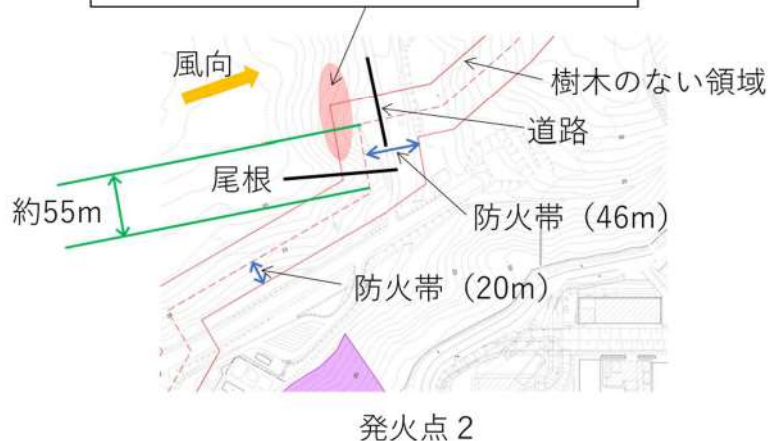 風向
樹木のない領域
道路
尾根
約55m
防火帯（46m）
防火帯（20m）
発火点２